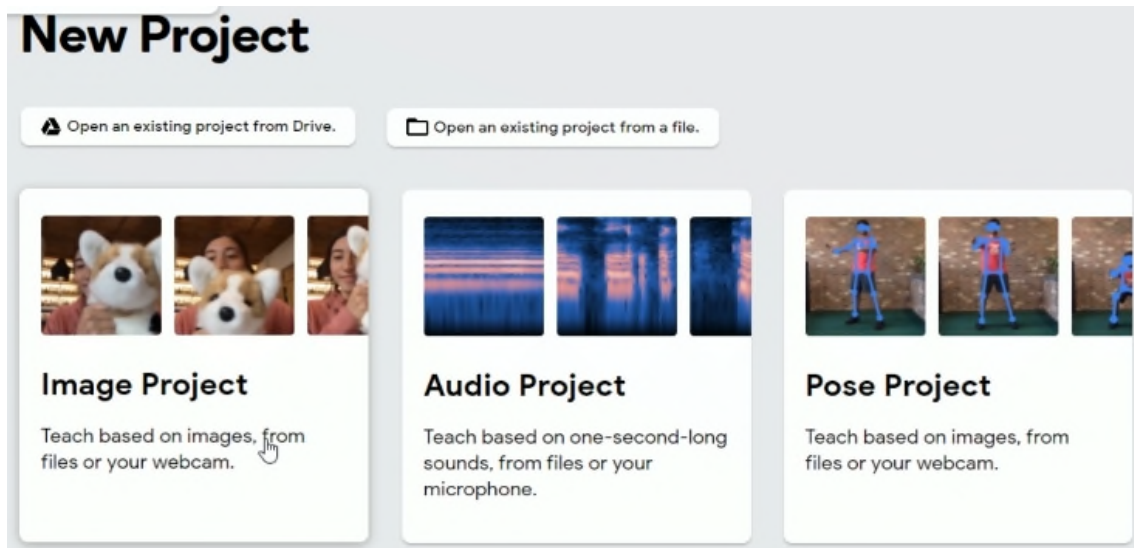 New Project
Open an existing project from Drive.
Open an existing project from a file.
Image Project
Teach based on images, from
files or your webcam.
Audio Project
Teach based on one-second-long
sounds, from files or your
microphone.
Pose Project
Teach based on images, from
files or your webcam.